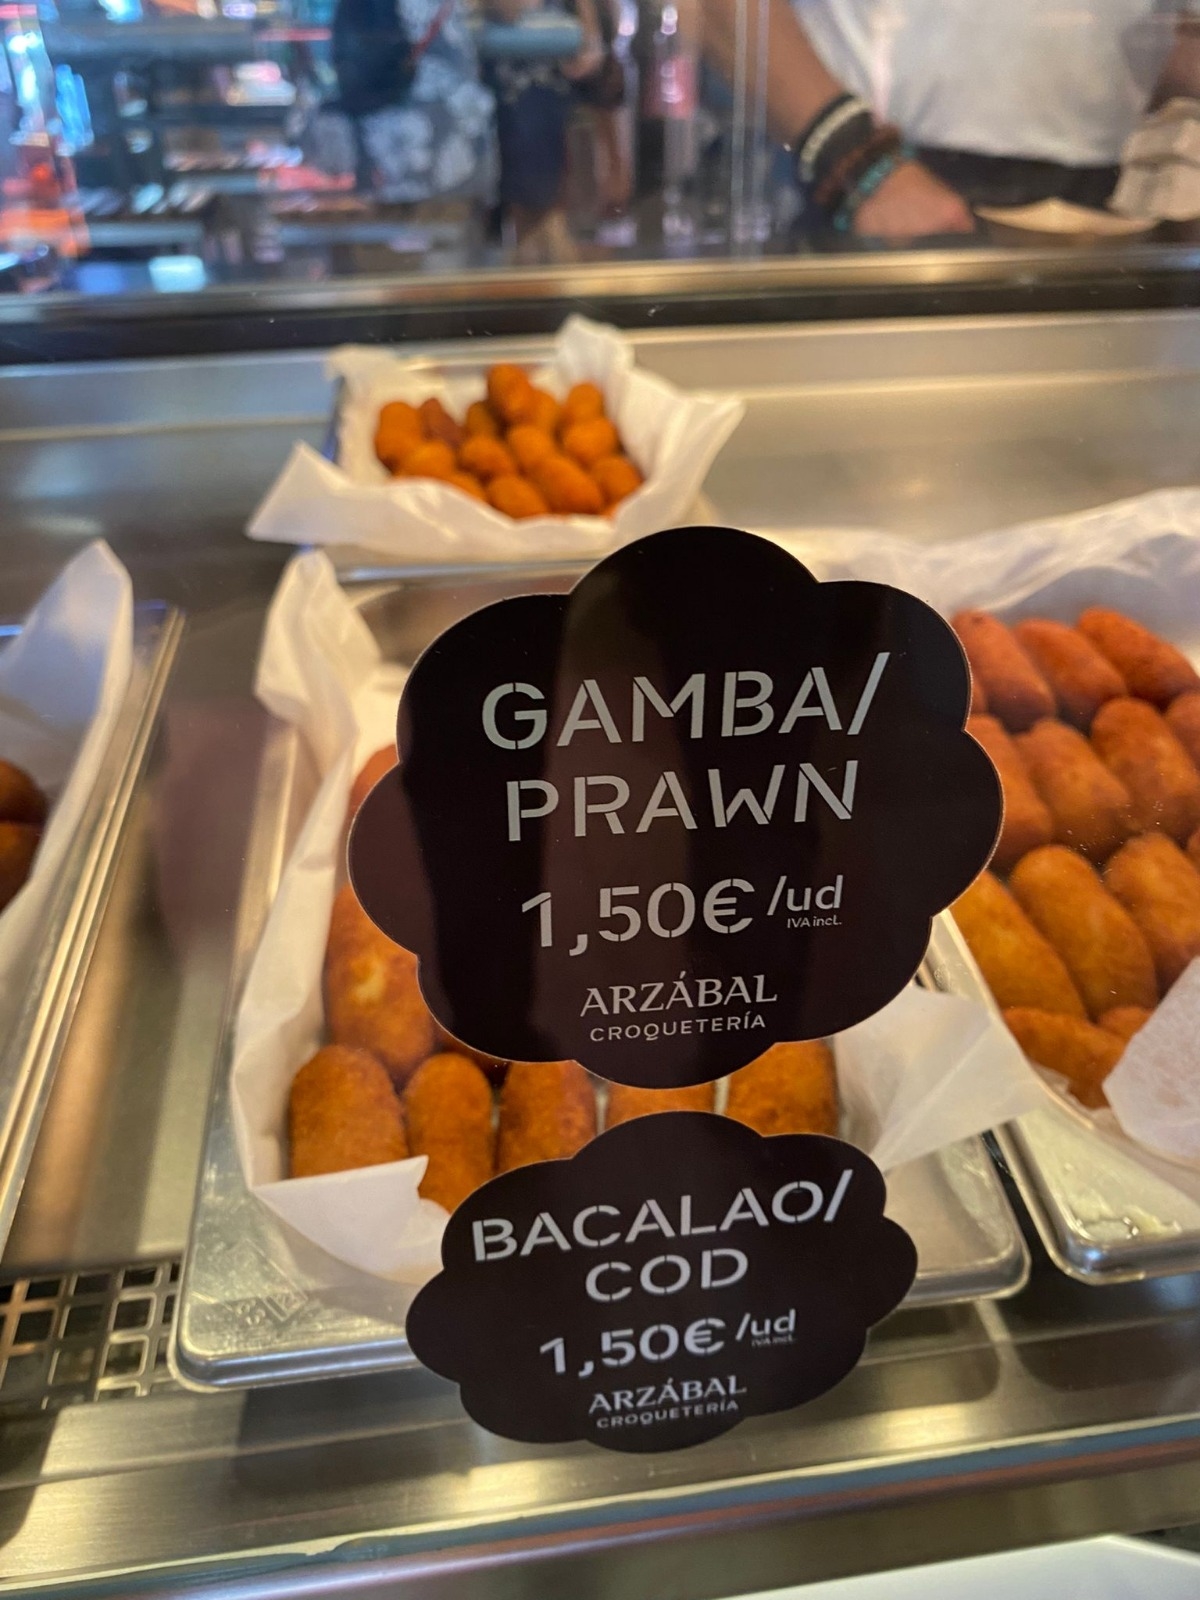 GAMBA/
PRAWN
1,50€/ud
IVA incl.
ARZÁBAL
CROQUETERÍA
BACALAO/
COD
1,50€/ud
IVA incl.
ARZÁBAL
CROQUETERÍA